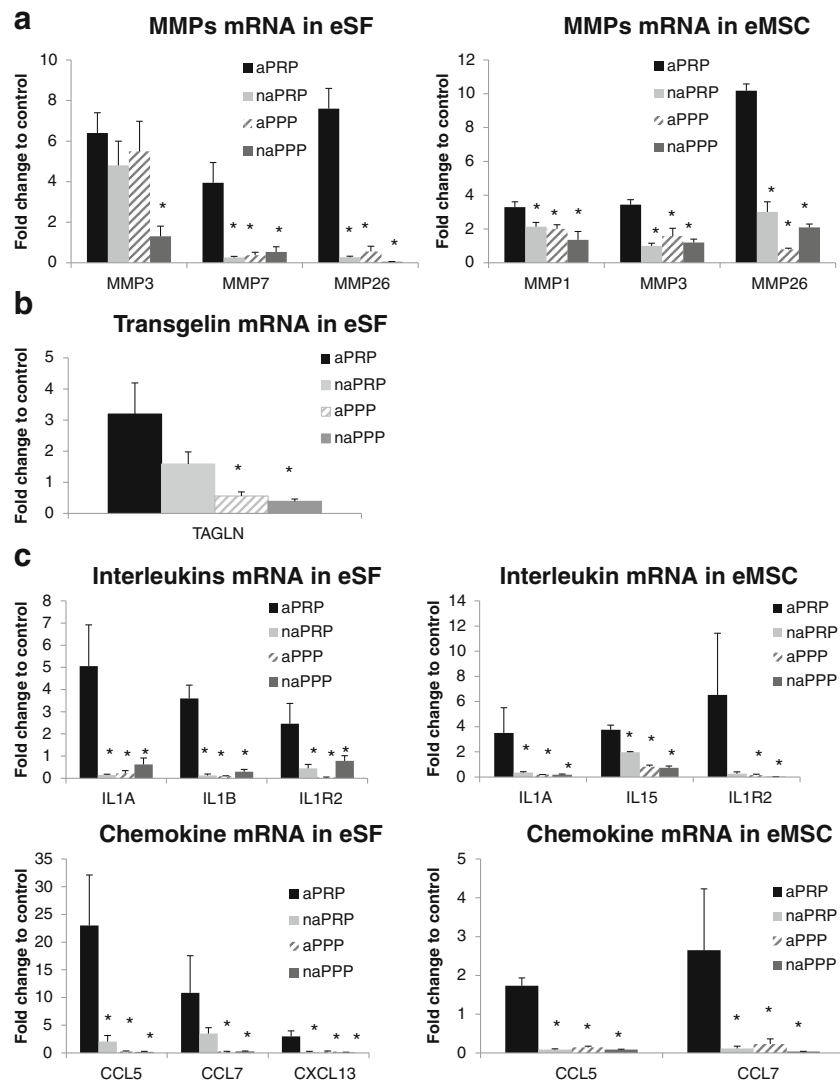 a
MMPs mRNA in eSF
Fold change to control
10
8
6
4
2
0
aPRP
naPRP
aPPP
naPPP
*
* * *
* * *
MMP3 MMP7 MMP26
MMPs mRNA in eMSC
Fold change to control
12
10
8
6
4
2
0
aPRP
naPRP
aPPP
naPPP
* * *
* * *
* * *
MMP1 MMP3 MMP26
b
Transgelin mRNA in eSF
Fold change to control
5
4
3
2
1
0
aPRP
naPRP
aPPP
naPPP
* *
TAGLN
c
Interleukins mRNA in eSF
Fold change to control
8
7
6
5
4
3
2
1
0
aPRP
naPRP
aPPP
naPPP
* * *
* * *
* * *
IL1A IL1B IL1R2
Interleukin mRNA in eMSC
Fold change to control
14
12
10
8
6
4
2
0
aPRP
naPRP
aPPP
naPPP
* * *
* * *
* *
IL1A IL15 IL1R2
Chemokine mRNA in eSF
Fold change to control
35
30
25
20
15
10
5
0
aPRP
naPRP
aPPP
naPPP
* * *
* *
* * *
CCL5 CCL7 CXCL13
Chemokine mRNA in eMSC
Fold change to control
5
4
3
2
1
0
aPRP
naPRP
aPPP
naPPP
* * *
* * *
CCL5 CCL7